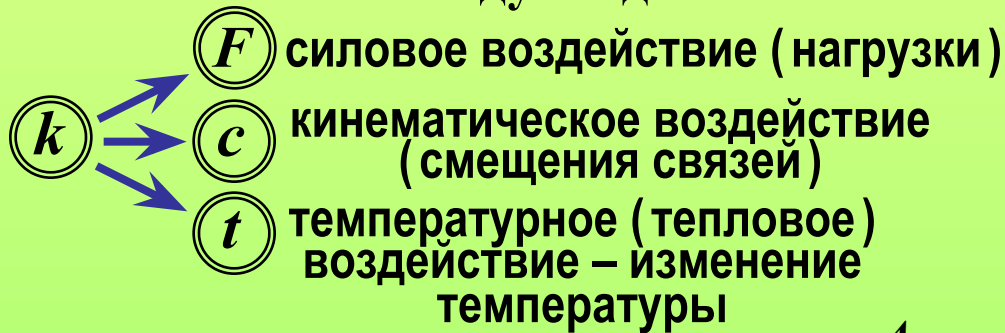 F силовое воздействие (нагрузки)
k
c кинематическое воздействие
(смещения связей)
t температурное (тепловое)
воздействие – изменение
температуры